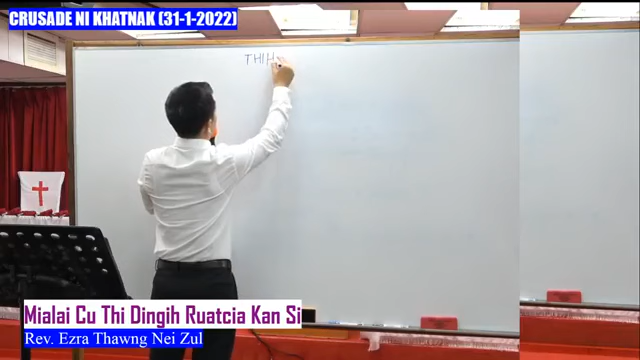 CRUSADE NI KHATNAK (31-1-2022)
THIH
Mialai Cu Thi Dingih Ruatcia Kan Si
Rev. Ezra Thawng Nei Zul